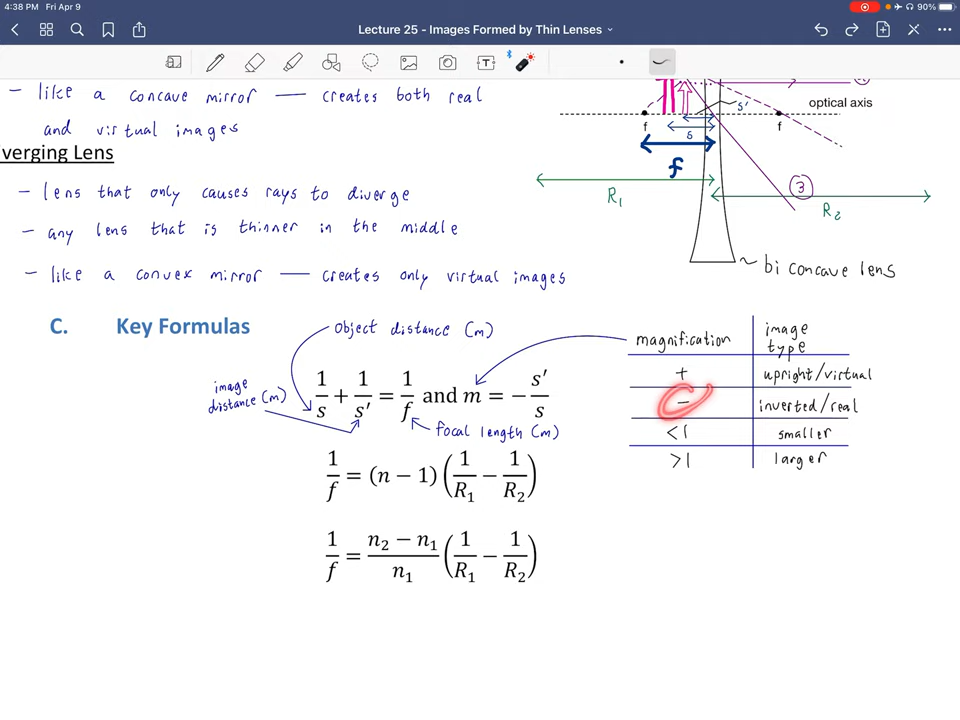 4:38 PM Fri Apr 9
90%
Lecture 25 - Images Formed by Thin Lenses
- like a concave mirror — creates both real
and virtual images
verging Lens
- lens that only causes rays to diverge
- any lens that is thinner in the middle
- like a convex mirror — creates only virtual images
s'
optical axis
f
f
s
f
3
R₁
R₂
~ bi concave lens
C. Key Formulas
object distance (m)
image
distance (m)
1/s + 1/s' = 1/f and m = - s'/s
focal length (m)
1/f = (n - 1) (1/R₁ - 1/R₂)
1/f = (n₂ - n₁)/n₁ (1/R₁ - 1/R₂)
magnification image type
+ upright/virtual
- inverted/real
<1 smaller
>1 larger